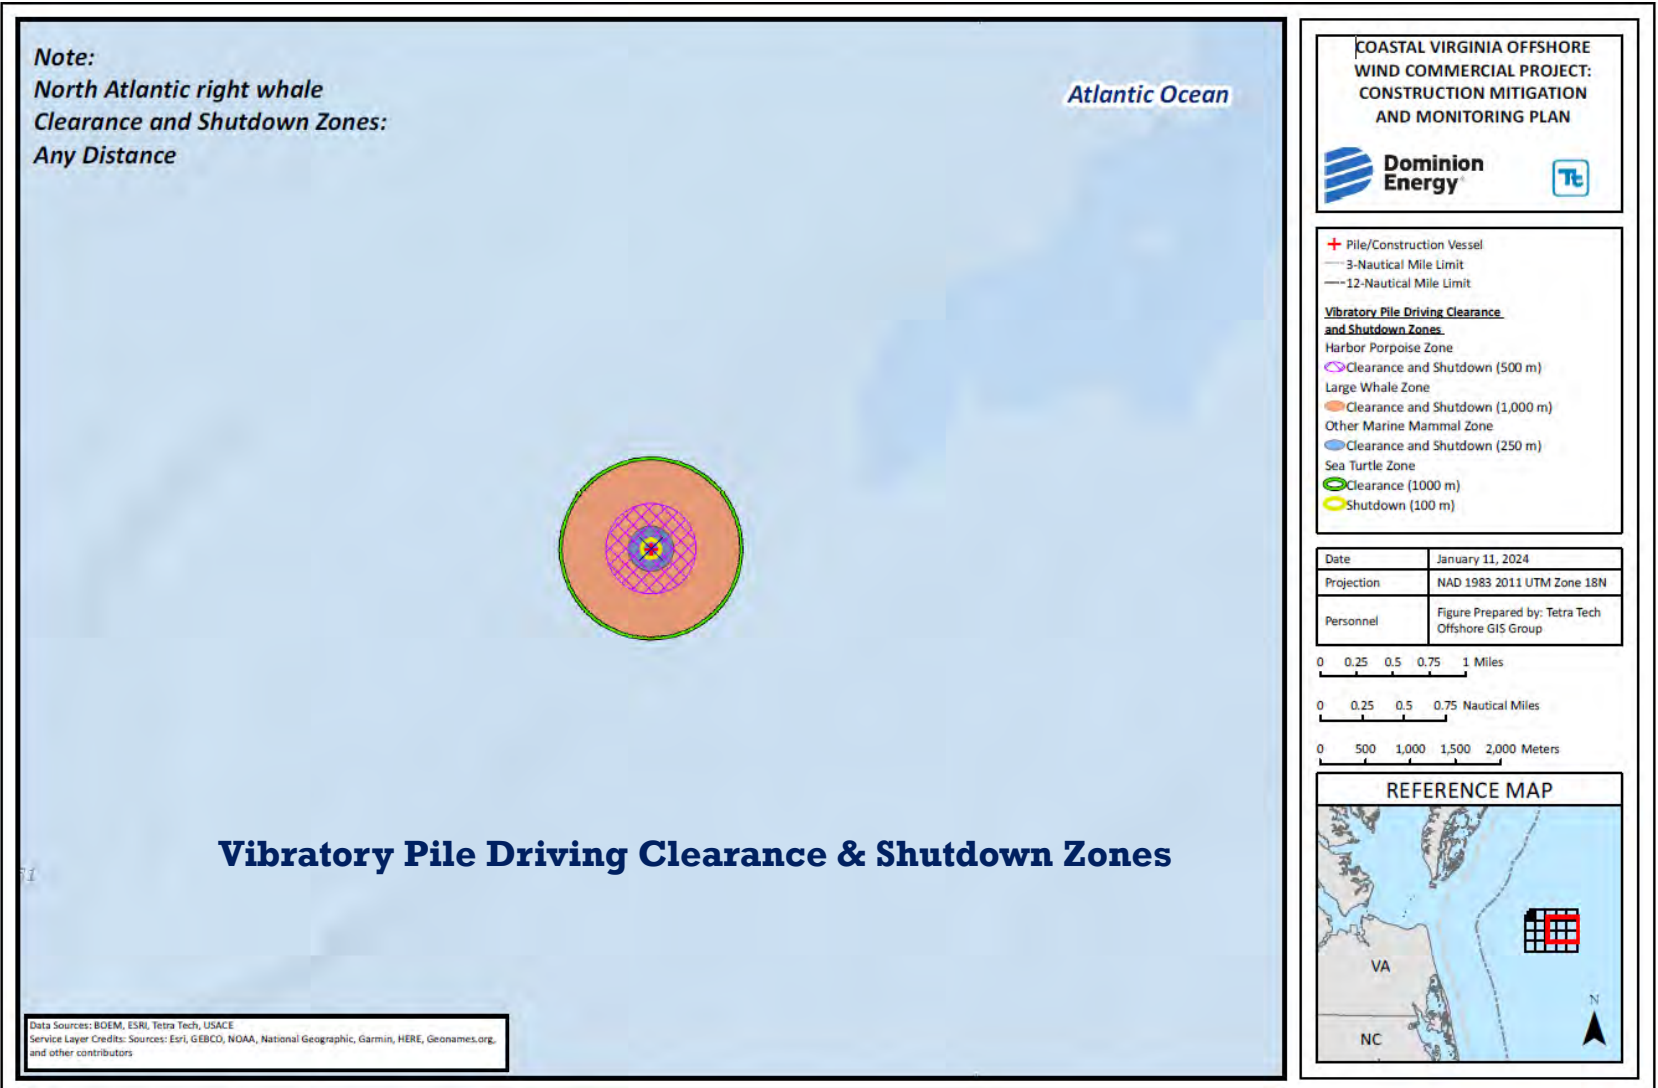 Note:
North Atlantic right whale
Clearance and Shutdown Zones:
Any Distance
Atlantic Ocean
Vibratory Pile Driving Clearance & Shutdown Zones
Data Sources: BOEM, ESRI, Tetra Tech, USACE
Service Layer Credits: Sources: Esri, GEBCO, NOAA, National Geographic, Garmin, HERE, Geonames.org,
and other contributors
COASTAL VIRGINIA OFFSHORE
WIND COMMERCIAL PROJECT:
CONSTRUCTION MITIGATION
AND MONITORING PLAN
Dominion
Energy
Tt
Pile/Construction Vessel
3-Nautical Mile Limit
12-Nautical Mile Limit
Vibratory Pile Driving Clearance
and Shutdown Zones
Harbor Porpoise Zone
Clearance and Shutdown (500 m)
Large Whale Zone
Clearance and Shutdown (1,000 m)
Other Marine Mammal Zone
Clearance and Shutdown (250 m)
Sea Turtle Zone
Clearance (1000 m)
Shutdown (100 m)
Date January 11, 2024
Projection NAD 1983 2011 UTM Zone 18N
Personnel Figure Prepared by: Tetra Tech
Offshore GIS Group
0 0.25 0.5 0.75 1 Miles
0 0.25 0.5 0.75 Nautical Miles
0 500 1,000 1,500 2,000 Meters
REFERENCE MAP
VA
N
NC